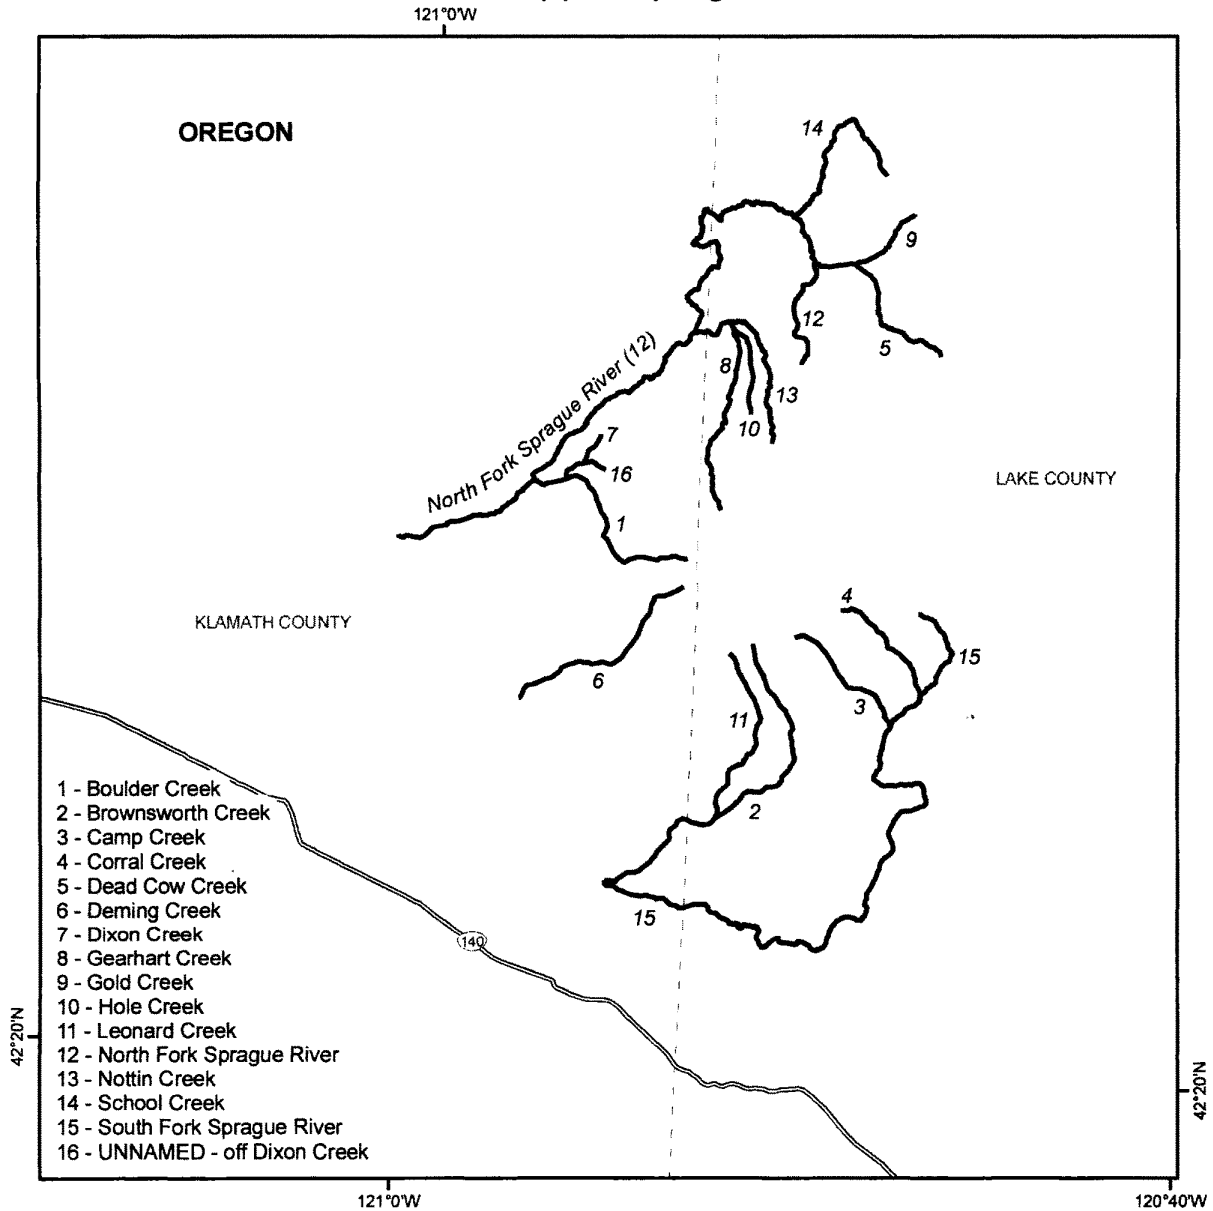 121°0'W
OREGON
14
9
12
5
8
13
10
North Fork Sprague River (12)
7
16
1
LAKE COUNTY
KLAMATH COUNTY
4
15
6
3
11
2
15
140
1 - Boulder Creek
2 - Brownsworth Creek
3 - Camp Creek
4 - Corral Creek
5 - Dead Cow Creek
6 - Deming Creek
7 - Dixon Creek
8 - Gearhart Creek
9 - Gold Creek
10 - Hole Creek
11 - Leonard Creek
12 - North Fork Sprague River
13 - Nottin Creek
14 - School Creek
15 - South Fork Sprague River
16 - UNNAMED - off Dixon Creek
42°20'N
42°20'N
121°0'W
120°40'W